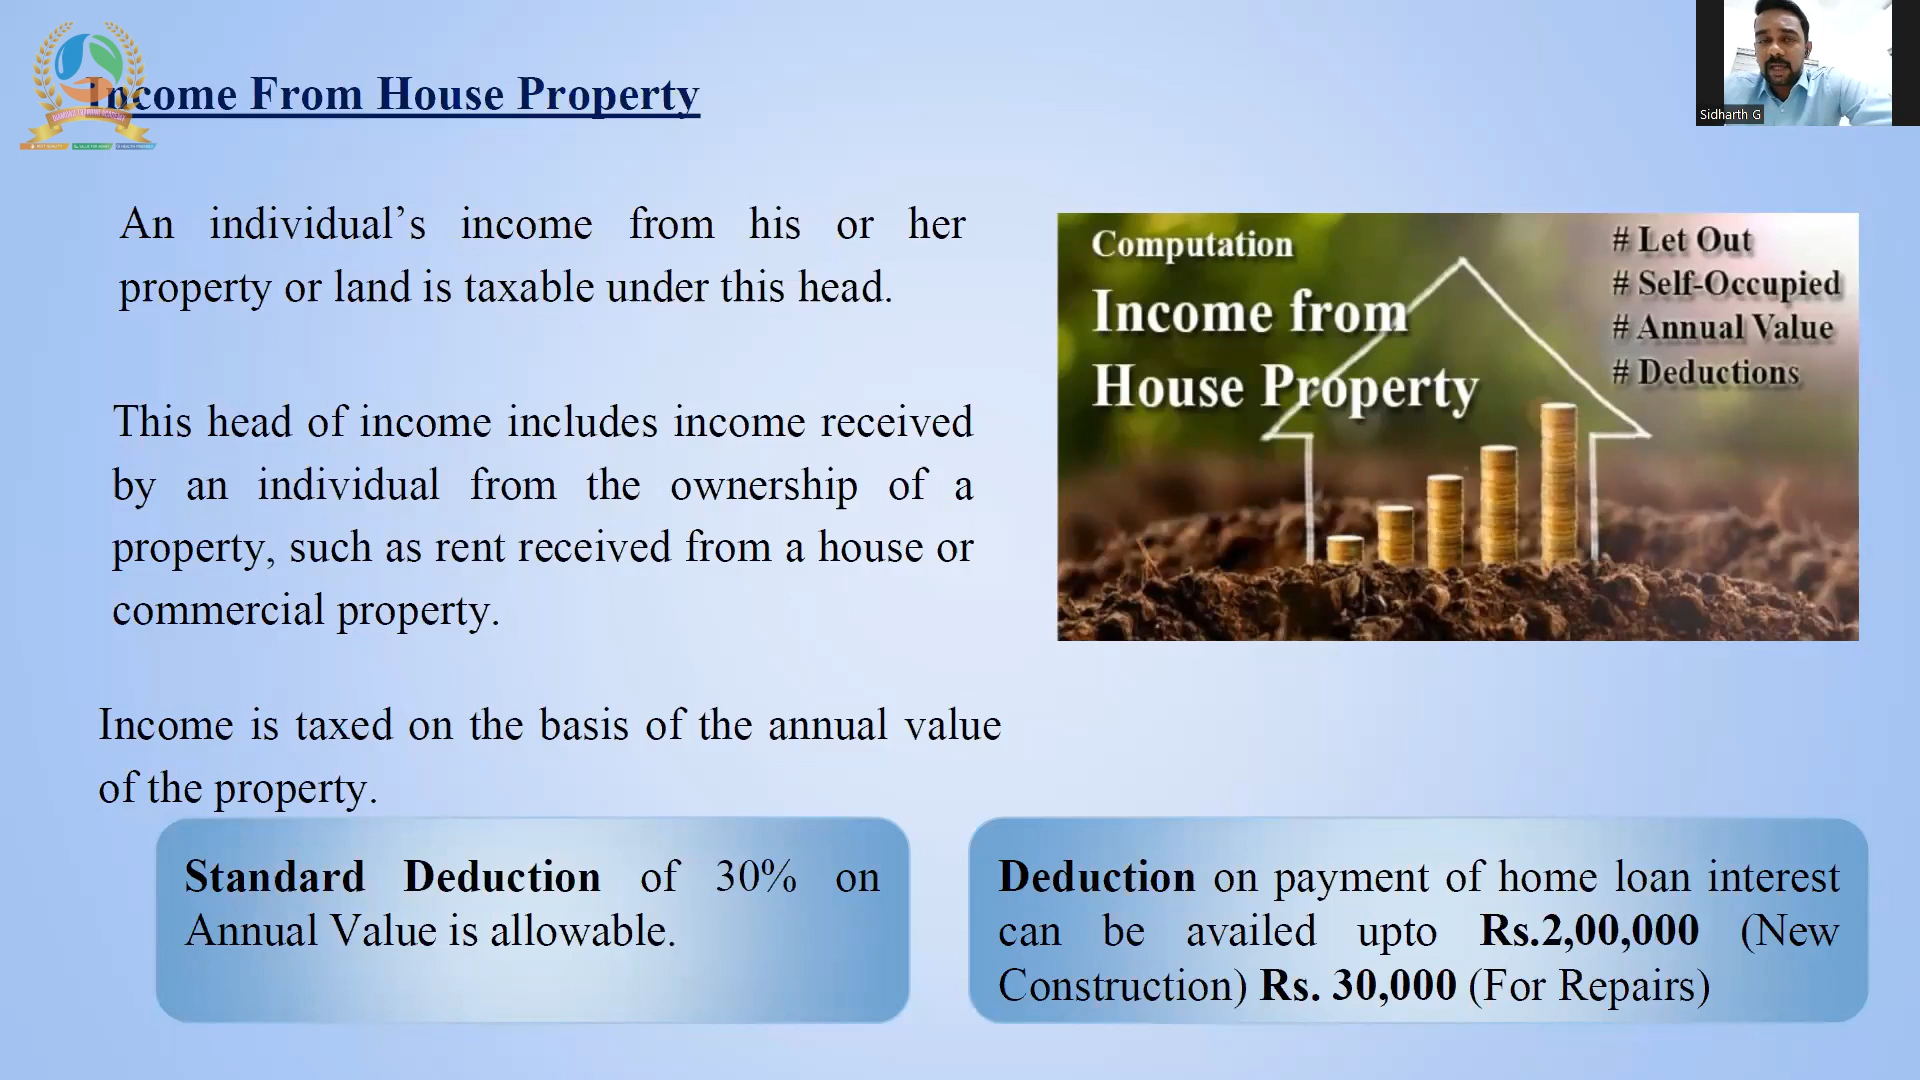 Income From House Property
Sidharth G
An individual’s income from his or her
property or land is taxable under this head.
This head of income includes income received
by an individual from the ownership of a
property, such as rent received from a house or
commercial property.
Computation
Income from
House Property
# Let Out
# Self-Occupied
# Annual Value
# Deductions
Income is taxed on the basis of the annual value
of the property.
Standard Deduction of 30% on
Annual Value is allowable.
Deduction on payment of home loan interest
can be availed upto Rs.2,00,000 (New
Construction) Rs. 30,000 (For Repairs)